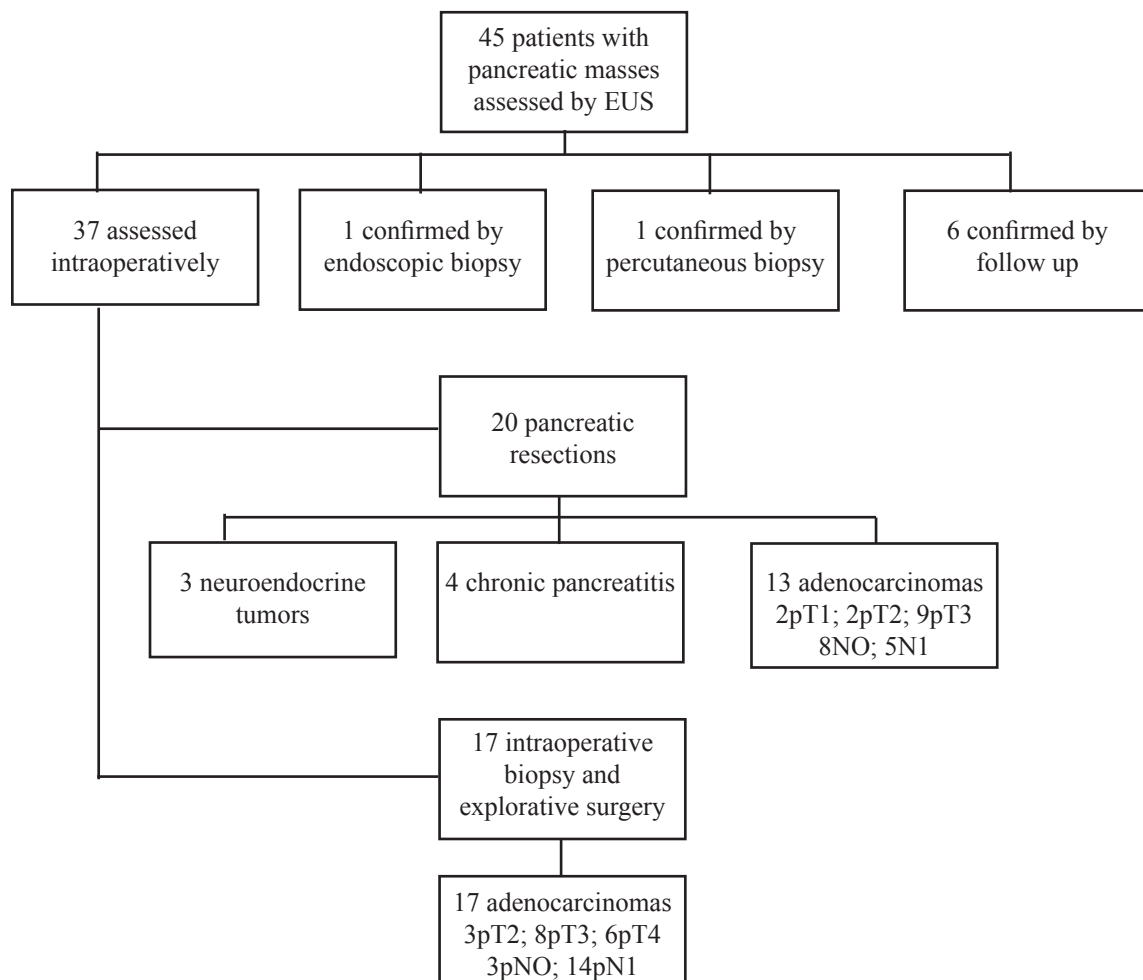 45 patients with
pancreatic masses
assessed by EUS
37 assessed
intraoperatively
1 confirmed by
endoscopic biopsy
1 confirmed by
percutaneous biopsy
6 confirmed by
follow up
20 pancreatic
resections
3 neuroendocrine
tumors
4 chronic pancreatitis
13 adenocarcinomas
2pT1; 2pT2; 9pT3
8NO; 5N1
17 intraoperative
biopsy and
explorative surgery
17 adenocarcinomas
3pT2; 8pT3; 6pT4
3pNO; 14pN1